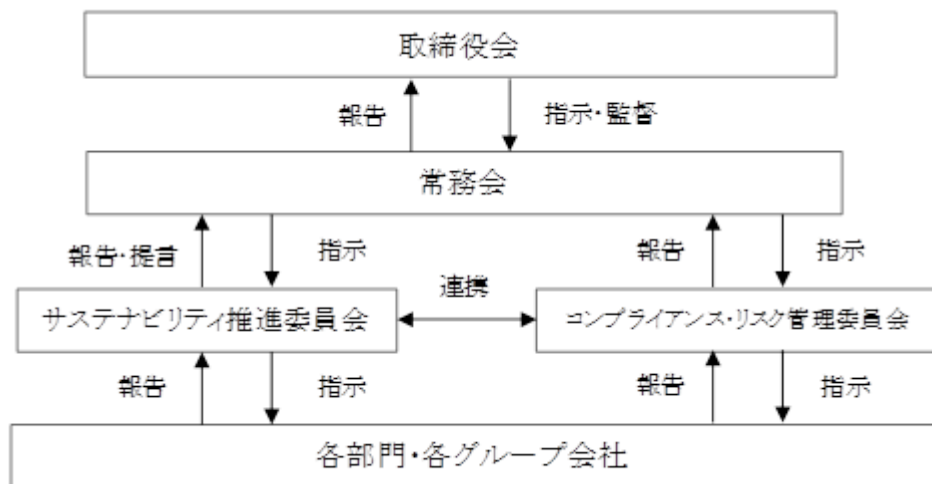 取締役会
報告
指示・監督
常務会
報告・提言
指示
報告
指示
連携
サステナビリティ推進委員会
コンプライアンス・リスク管理委員会
報告
指示
報告
指示
各部門・各グループ会社